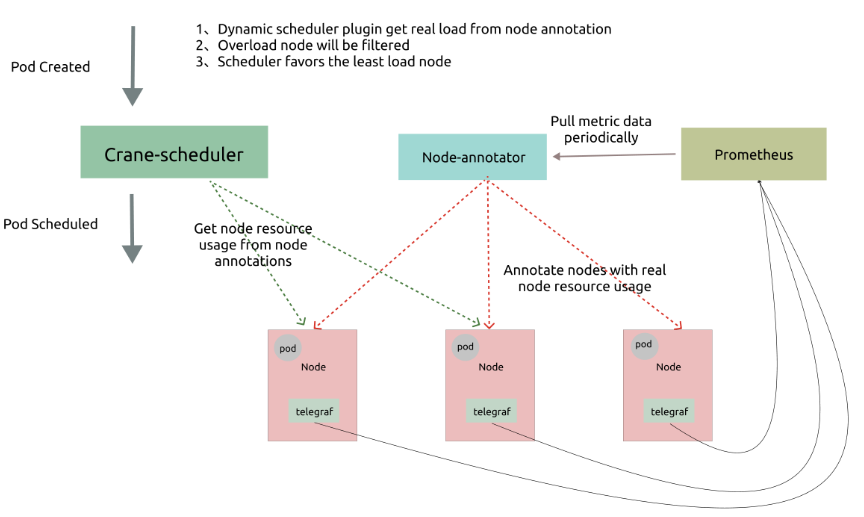 1、Dynamic scheduler plugin get real load from node annotation
2、Overload node will be filtered
3、Scheduler favors the least load node
Pod Created
Crane-scheduler
Node-annotator
Pull metric data
periodically
Prometheus
Pod Scheduled
Get node resource
usage from node
annotations
Annotate nodes with real
node resource usage
pod
Node
telegraf
pod
Node
telegraf
pod
Node
telegraf